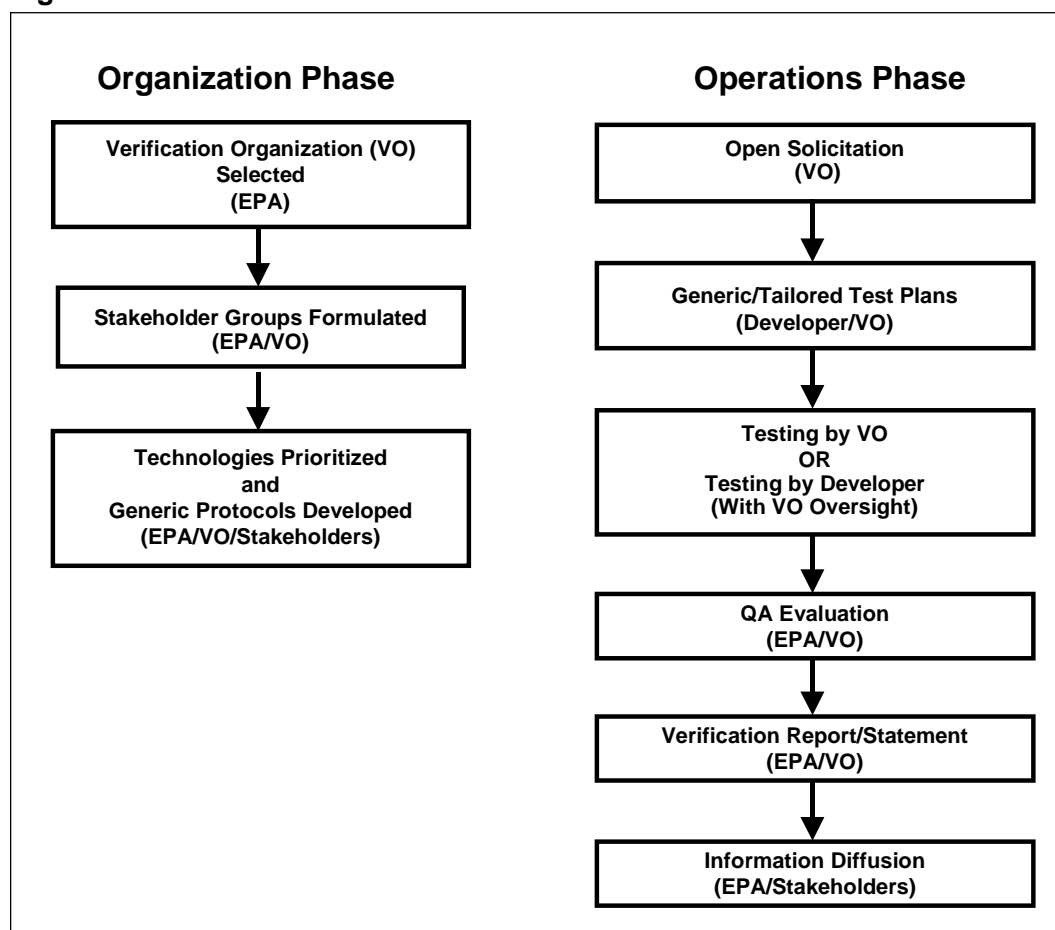 Organization Phase
Verification Organization (VO)
Selected
(EPA)
Stakeholder Groups Formulated
(EPA/VO)
Technologies Prioritized
and
Generic Protocols Developed
(EPA/VO/Stakeholders)
Operations Phase
Open Solicitation
(VO)
Generic/Tailored Test Plans
(Developer/VO)
Testing by VO
OR
Testing by Developer
(With VO Oversight)
QA Evaluation
(EPA/VO)
Verification Report/Statement
(EPA/VO)
Information Diffusion
(EPA/Stakeholders)